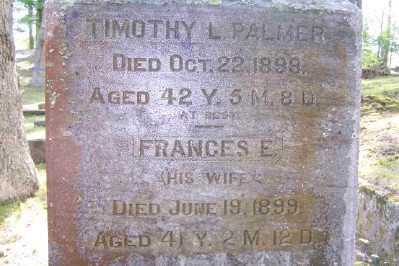 TIMOTHY L. PALMER
DIED OCT. 22, 1898.
AGED 42 Y. 5 M. 8 D.
AT REST
FRANCES E.
(HIS WIFE)
DIED JUNE 19, 1899.
AGED 41 Y. 2 M. 12 D.